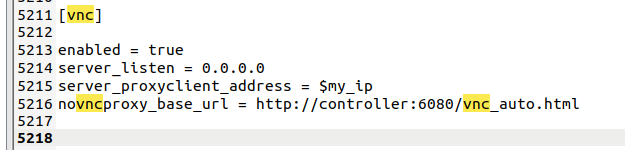 5211 [vnc]
5212
5213 enabled = true
5214 server_listen = 0.0.0.0
5215 server_proxyclient_address = $my_ip
5216 novncproxy_base_url = http://controller:6080/vnc_auto.html
5217
5218